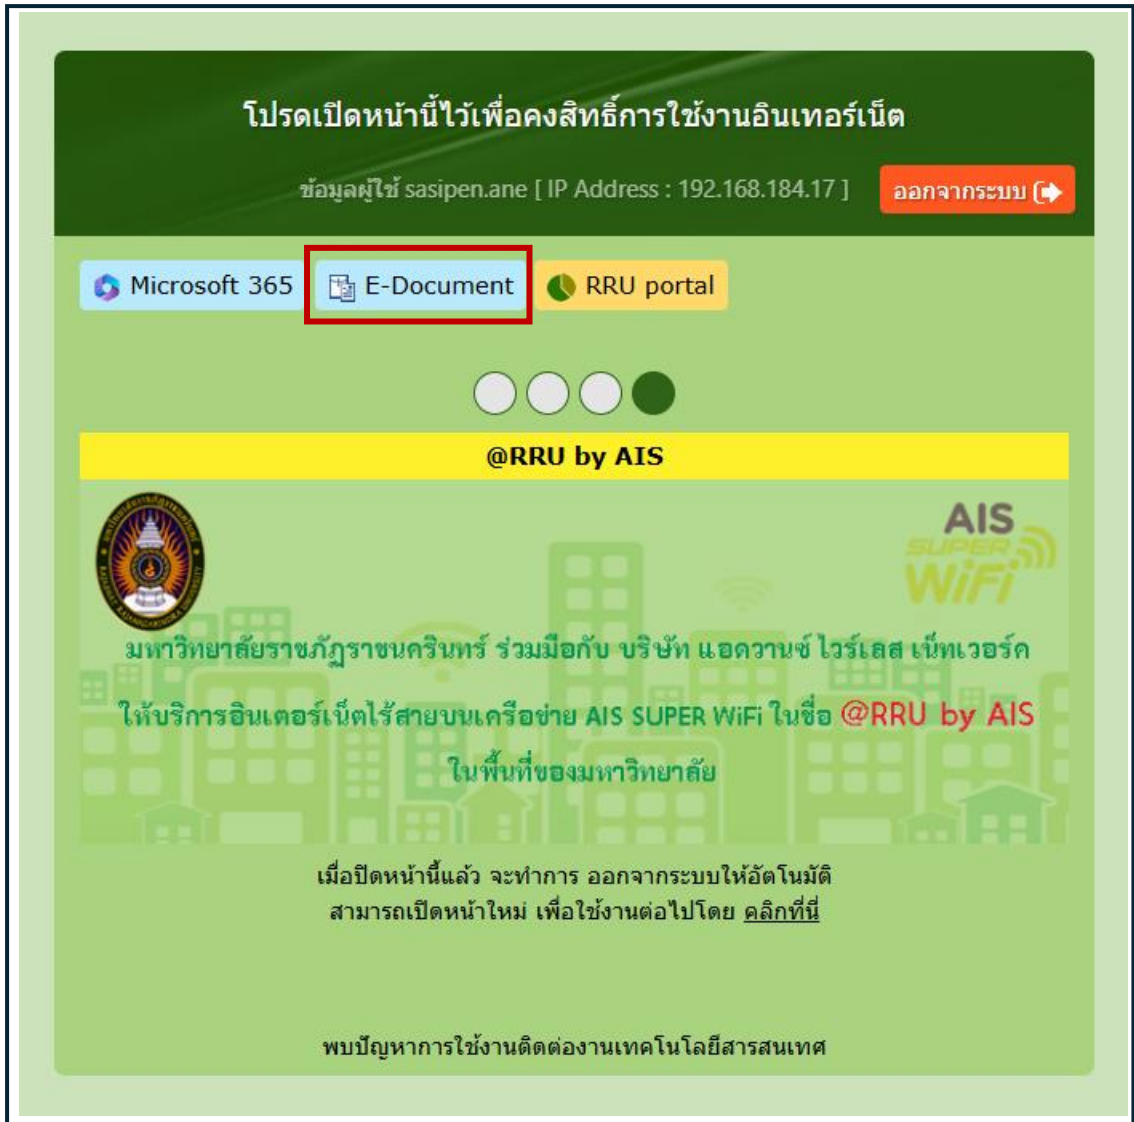 โปรดเปิดหน้านี้ไว้เพื่อคงสิทธิ์การใช้งานอินเทอร์เน็ต
ข้อมูลผู้ใช้ sasipen.ane [ IP Address : 192.168.184.17 ] ออกจากระบบ
Microsoft 365 E-Document RRU portal
@RRU by AIS
AIS
SUPER
WiFi
มหาวิทยาลัยราชภัฏราชนครินทร์ ร่วมมือกับ บริษัท แอดวานซ์ ไวร์เลส เน็ทเวอร์ค
ให้บริการอินเตอร์เน็ตไร้สายบนเครือข่าย AIS SUPER WiFi ในชื่อ @RRU by AIS
ในพื้นที่ของมหาวิทยาลัย
เมื่อปิดหน้านี้แล้ว จะทำการ ออกจากระบบให้อัตโนมัติ
สามารถเปิดหน้าใหม่ เพื่อใช้งานต่อไปโดย คลิกที่นี่
พบปัญหาการใช้งานติดต่องานเทคโนโลยีสารสนเทศ